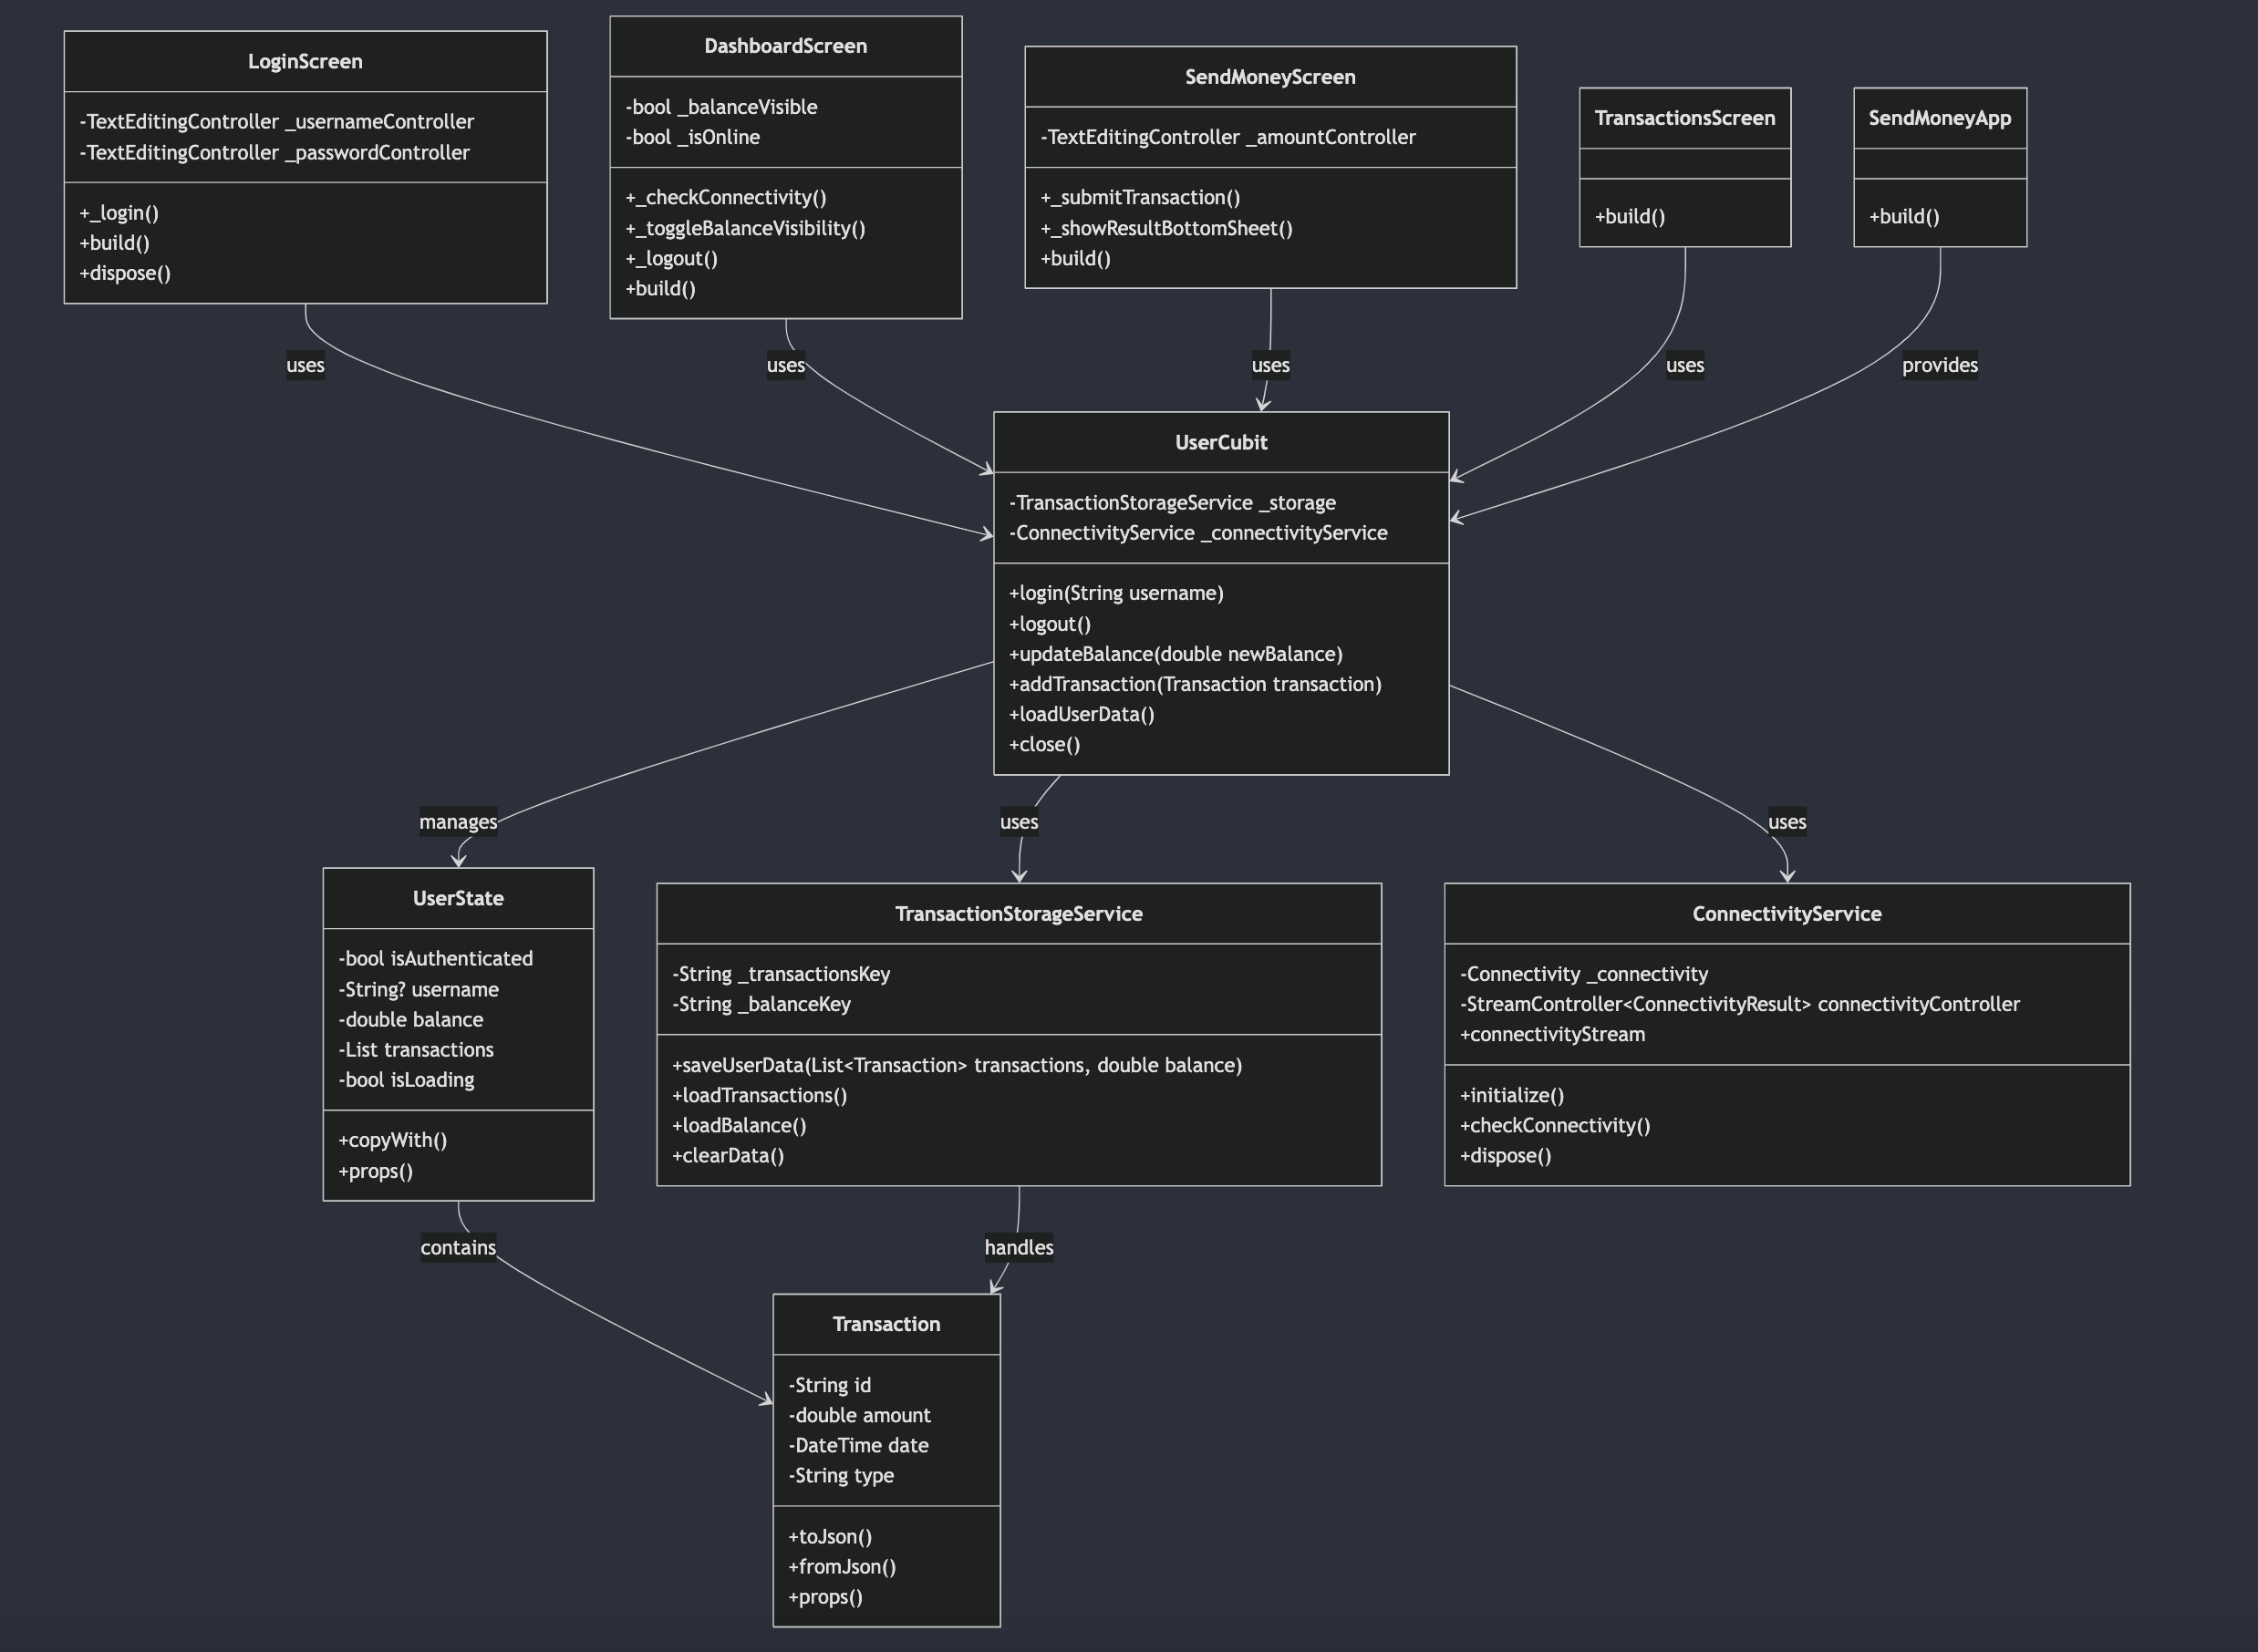 LoginScreen
-TextEditingController _usernameController
-TextEditingController _passwordController
+_login()
+build()
+dispose()
DashboardScreen
-bool _balanceVisible
-bool _isOnline
+_checkConnectivity()
+_toggleBalanceVisibility()
+_logout()
+build()
SendMoneyScreen
-TextEditingController _amountController
+_submitTransaction()
+_showResultBottomSheet()
+build()
TransactionsScreen
+build()
SendMoneyApp
+build()
uses
uses
uses
uses
provides
UserCubit
-TransactionStorageService _storage
-ConnectivityService _connectivityService
+login(String username)
+logout()
+updateBalance(double newBalance)
+addTransaction(Transaction transaction)
+loadUserData()
+close()
manages
uses
uses
UserState
-bool isAuthenticated
-String? username
-double balance
-List transactions
-bool isLoading
+copyWith()
+props()
TransactionStorageService
-String _transactionsKey
-String _balanceKey
+saveUserData(List<Transaction> transactions, double balance)
+loadTransactions()
+loadBalance()
+clearData()
ConnectivityService
-Connectivity _connectivity
-StreamController<ConnectivityResult> connectivityController
+connectivityStream
+initialize()
+checkConnectivity()
+dispose()
contains
handles
Transaction
-String id
-double amount
-DateTime date
-String type
+toJson()
+fromJson()
+props()